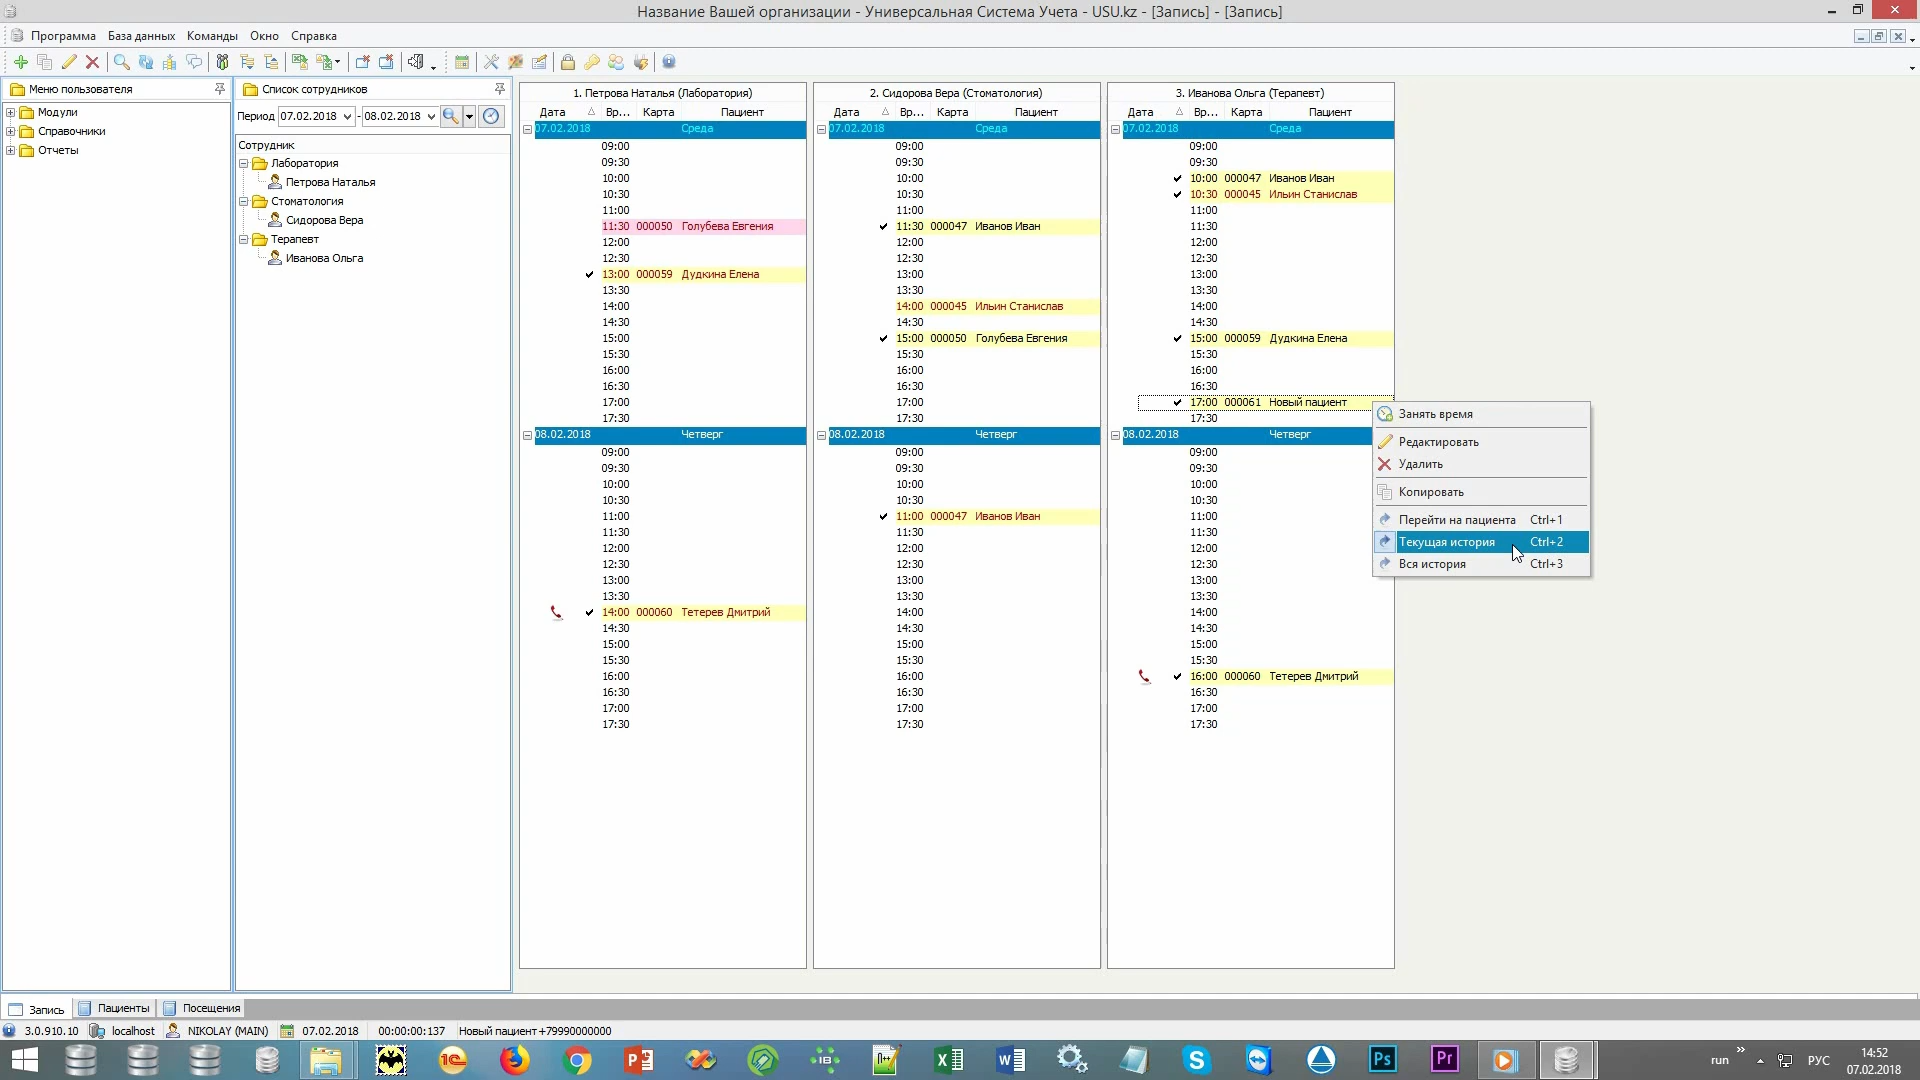 Название Вашей организации - Универсальная Система Учета - USU.kz - [Запись] - [Запись]
Программа База данных Команды Окно Справка
Меню пользователя
Модули
Справочники
Отчеты
Список сотрудников
Период 07.02.2018 - 08.02.2018
Сотрудник
Лаборатория
Петрова Наталья
Стоматология
Сидорова Вера
Терапевт
Иванова Ольга
1. Петрова Наталья (Лаборатория)
Дата Вр... Карта Пациент
07.02.2018 Среда
09:00
09:30
10:00
10:30
11:00
11:30 000050 Голубева Евгения
12:00
12:30
13:00 000059 Дудкина Елена
13:30
14:00
14:30
15:00
15:30
16:00
16:30
17:00
17:30
08.02.2018 Четверг
09:00
09:30
10:00
10:30
11:00
11:30
12:00
12:30
13:00
13:30
14:00 000060 Тетерев Дмитрий
14:30
15:00
15:30
16:00
16:30
17:00
17:30
2. Сидорова Вера (Стоматология)
Дата Вр... Карта Пациент
07.02.2018 Среда
09:00
09:30
10:00
10:30
11:00
11:30 000047 Иванов Иван
12:00
12:30
13:00
13:30
14:00 000045 Ильин Станислав
14:30
15:00 000050 Голубева Евгения
15:30
16:00
16:30
17:00
17:30
08.02.2018 Четверг
09:00
09:30
10:00
10:30
11:00 000047 Иванов Иван
11:30
12:00
12:30
13:00
13:30
14:00
14:30
15:00
15:30
16:00
16:30
17:00
17:30
3. Иванова Ольга (Терапевт)
Дата Вр... Карта Пациент
07.02.2018 Среда
09:00
09:30
10:00 000047 Иванов Иван
10:30 000045 Ильин Станислав
11:00
11:30
12:00
12:30
13:00
13:30
14:00
14:30
15:00 000059 Дудкина Елена
15:30
16:00
16:30
17:00 000061 Новый пациент
17:30
08.02.2018 Четверг
09:00
09:30
10:00
10:30
11:00
11:30
12:00
12:30
13:00
13:30
14:00
14:30
15:00
15:30
16:00 000060 Тетерев Дмитрий
16:30
17:00
17:30
Занять время
Редактировать
Удалить
Копировать
Перейти на пациента Ctrl+1
Текущая история Ctrl+2
Вся история Ctrl+3
Запись Пациенты Посещения
3.0.910.10 localhost NIKOLAY (MAIN) 07.02.2018 00:00:00:137 Новый пациент+79990000000
run РУС 14:52
07.02.2018